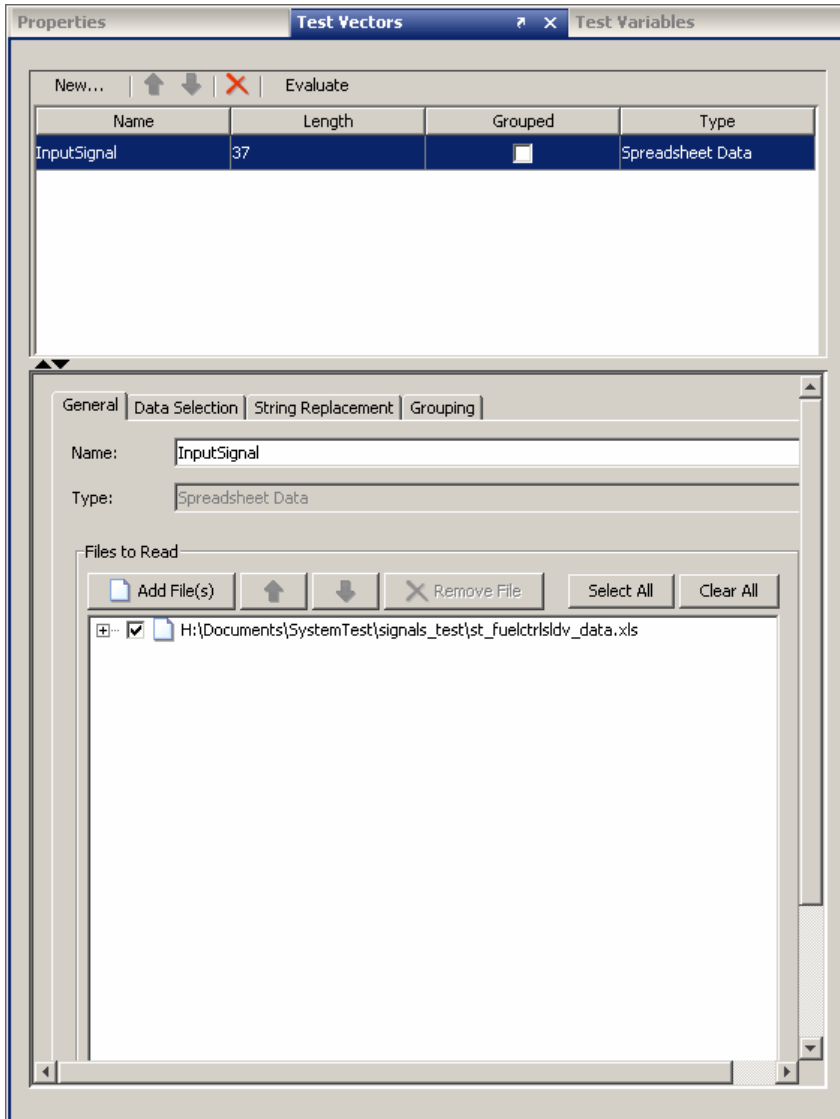 Properties Test Vectors Test Variables
New... Evaluate
Name Length Grouped Type
InputSignal 37 Spreadsheet Data
General Data Selection String Replacement Grouping
Name: InputSignal
Type: Spreadsheet Data
Files to Read
Add File(s) Remove File Select All Clear All
H:\Documents\SystemTest\signals_test\st_fuelctrlsldv_data.xls